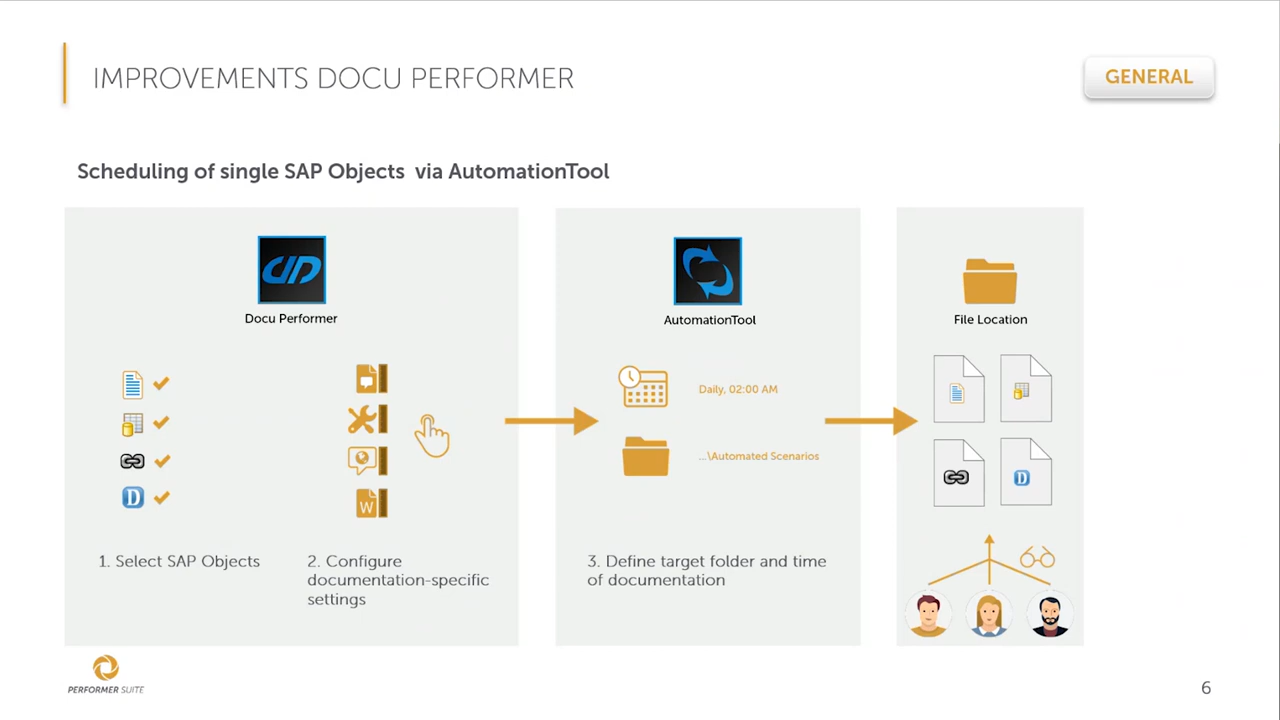 IMPROVEMENTS DOCU PERFORMER
GENERAL
Scheduling of single SAP Objects  via AutomationTool
Docu Performer
1. Select SAP Objects
2. Configure
documentation-specific
settings
W
D
AutomationTool
Daily, 02:00 AM
...\Automated Scenarios
3. Define target folder and time
of documentation
File Location
D
PERFORMER SUITE
6